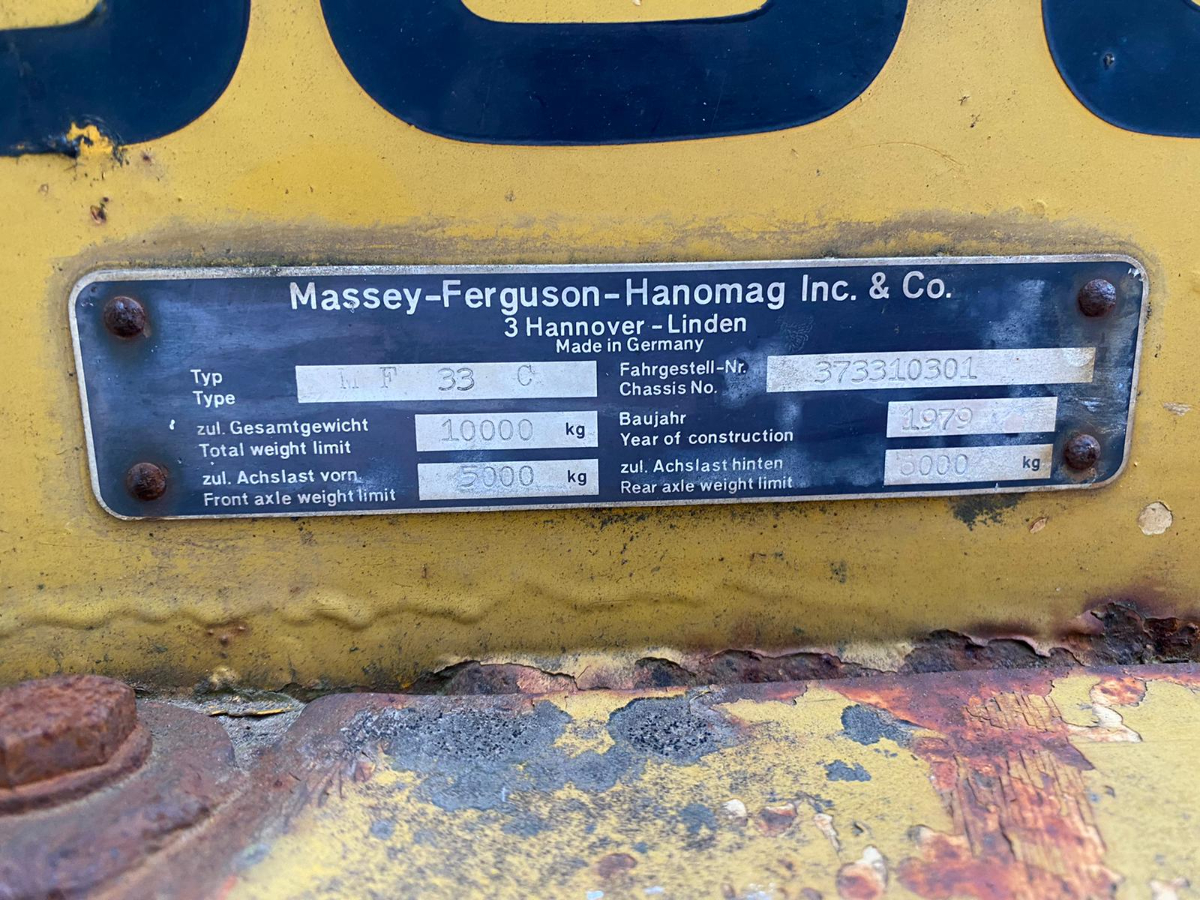 Massey-Ferguson-Hanomag Inc. & Co.
3 Hannover - Linden
Made in Germany
Typ
Type
M F 33 C
Fahrgestell-Nr.
Chassis No.
373310301
zul. Gesamtgewicht
Total weight limit
10000 kg
Baujahr
Year of construction
1979
zul. Achslast vorn
Front axle weight limit
5000 kg
zul. Achslast hinten
Rear axle weight limit
kg